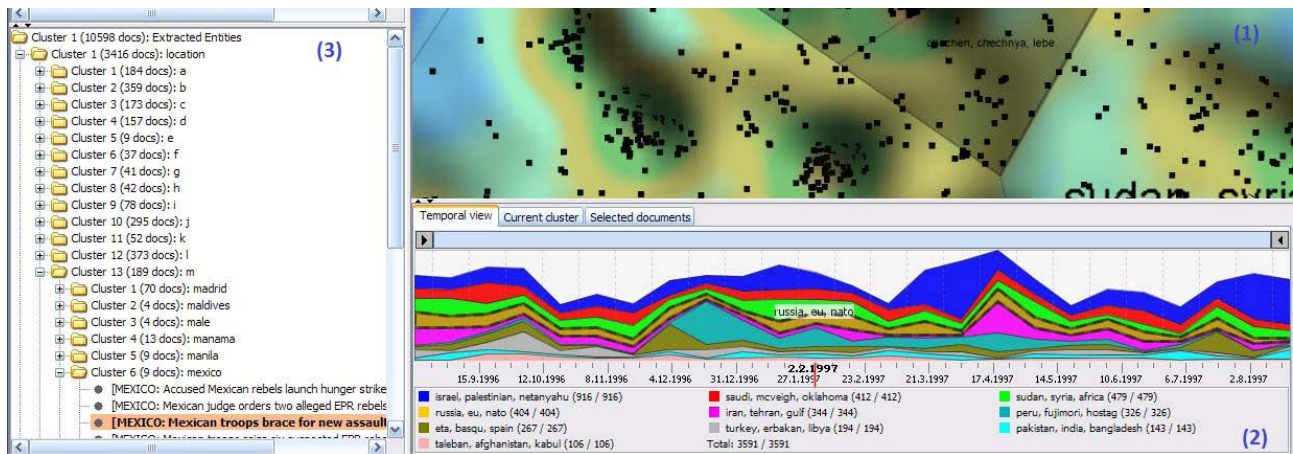 Cluster 1 (10598 docs): Extracted Entities
(3)
Cluster 1 (3416 docs): location
Cluster 1 (184 docs): a
Cluster 2 (359 docs): b
Cluster 3 (173 docs): c
Cluster 4 (157 docs): d
Cluster 5 (9 docs): e
Cluster 6 (37 docs): f
Cluster 7 (41 docs): g
Cluster 8 (42 docs): h
Cluster 9 (78 docs): i
Cluster 10 (295 docs): j
Cluster 11 (52 docs): k
Cluster 12 (373 docs): l
Cluster 13 (189 docs): m
Cluster 1 (70 docs): madrid
Cluster 2 (4 docs): maldives
Cluster 3 (4 docs): male
Cluster 4 (13 docs): manama
Cluster 5 (9 docs): manila
Cluster 6 (9 docs): mexico
[MEXICO: Accused Mexican rebels launch hunger strike
[MEXICO: Mexican judge orders two alleged EPR rebels
[MEXICO: Mexican troops brace for new assaul
(1)
chechnya, lebe
sudan, syria
Temporal view
Current cluster
Selected documents
russia, eu, nato
2.2.1997
15.9.1996
12.10.1996
8.11.1996
4.12.1996
31.12.1996
27.1.1997
23.2.1997
21.3.1997
17.4.1997
14.5.1997
10.6.1997
6.7.1997
2.8.1997
israel, palestinian, netanyahu (916 / 916)
saudi, mcveigh, oklahoma (412 / 412)
sudan, syria, africa (479 / 479)
russia, eu, nato (404 / 404)
iran, tehran, gulf (344 / 344)
peru, fujimori, hostag (326 / 326)
eta, basqu, spain (267 / 267)
turkey, erbakan, libya (194 / 194)
pakistan, india, bangladesh (143 / 143)
taleban, afghanistan, kabul (106 / 106)
Total: 3591 / 3591
(2)